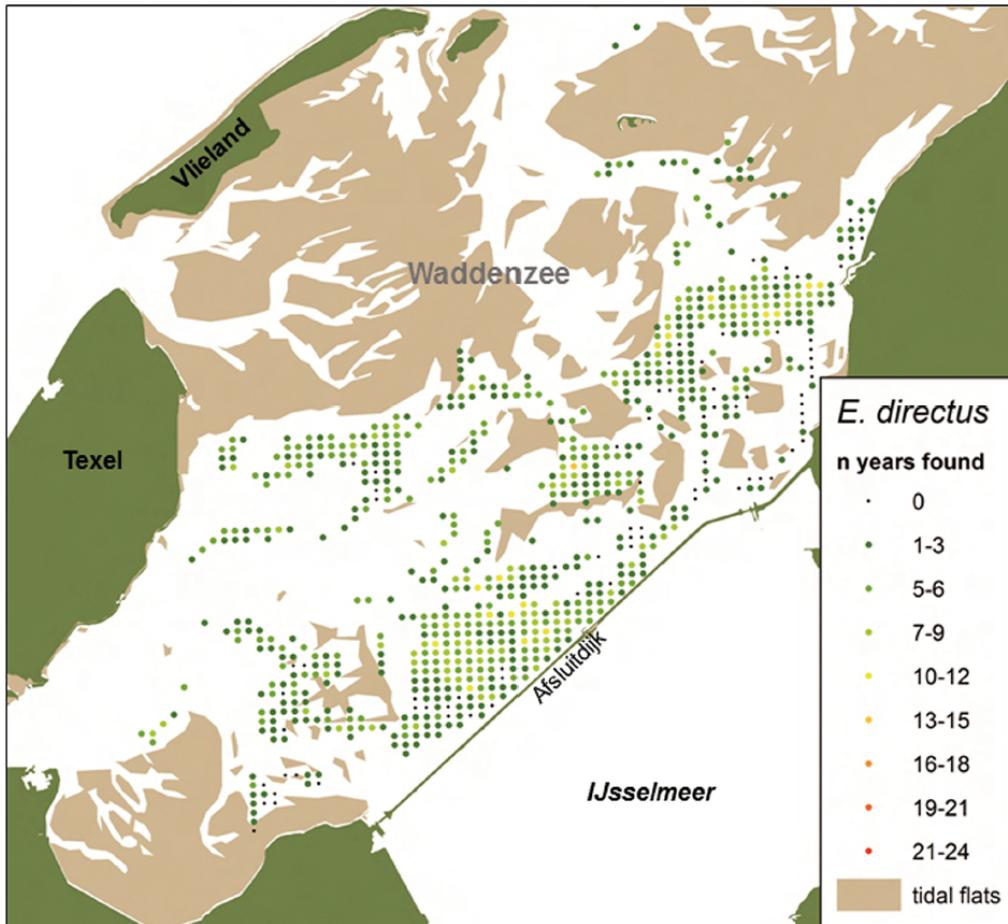 Vlieland
Waddenzee
Texel
Afsluitdijk
IJsselmeer
E. directus
n years found
0
1-3
5-6
7-9
10-12
13-15
16-18
19-21
21-24
tidal flats